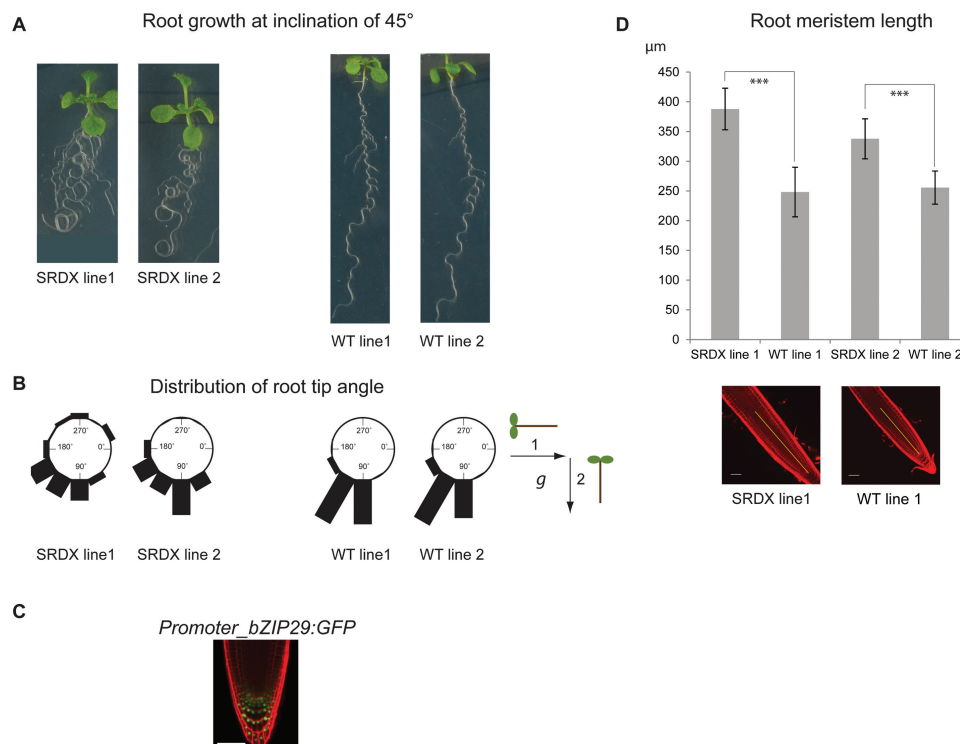 A
Root growth at inclination of 45°
SRDX line1
SRDX line 2
WT line1
WT line 2
B
Distribution of root tip angle
270°
180°
0°
90°
270°
180°
0°
90°
270°
180°
0°
90°
270°
180°
0°
90°
1
g
2
SRDX line1
SRDX line 2
WT line1
WT line 2
C
Promoter_bZIP29:GFP
D
Root meristem length
µm
450
400
350
300
250
200
150
100
50
0
***
***
SRDX line 1
WT line 1
SRDX line 2
WT line 2
SRDX line1
WT line 1